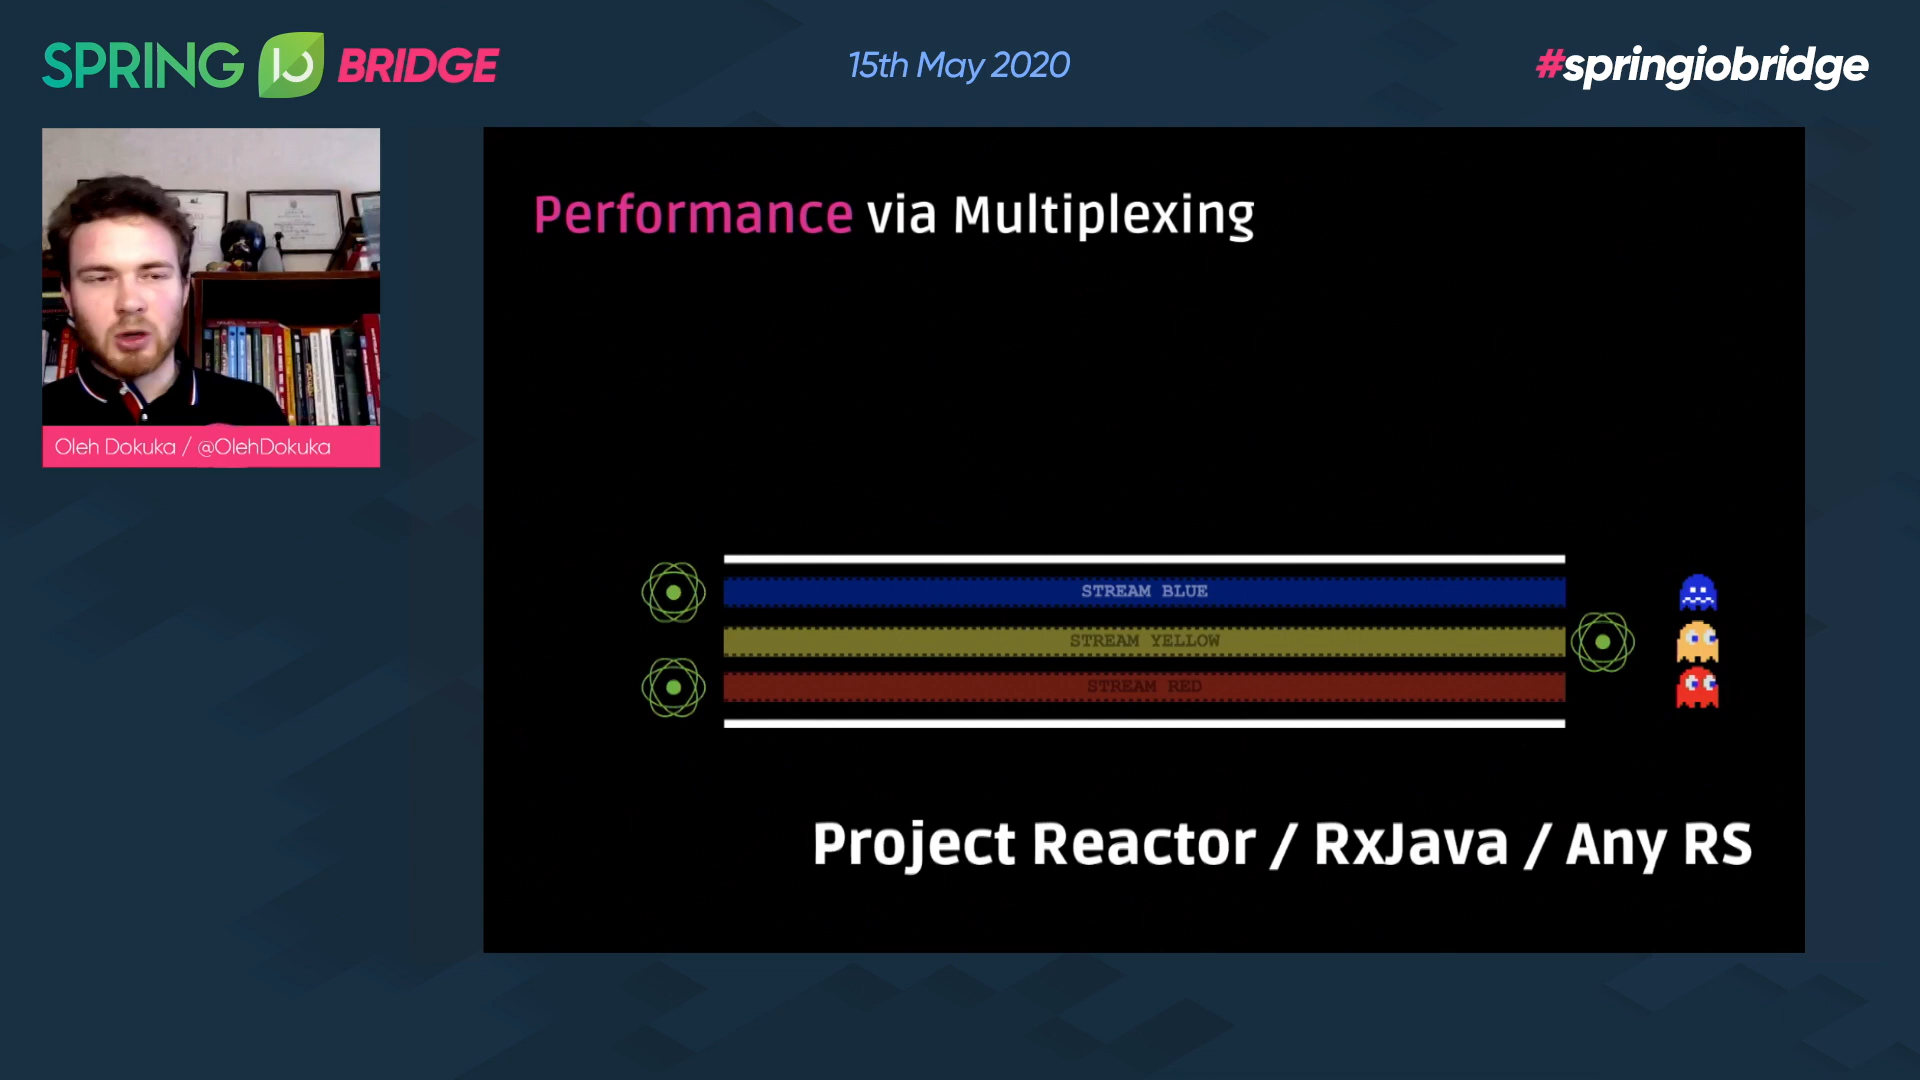 SPRING IO BRIDGE
15th May 2020
#springiobridge
Oleh Dokuka / @OlehDokuka
Performance via Multiplexing
STREAM BLUE
STREAM YELLOW
STREAM RED
Project Reactor / RxJava / Any RS